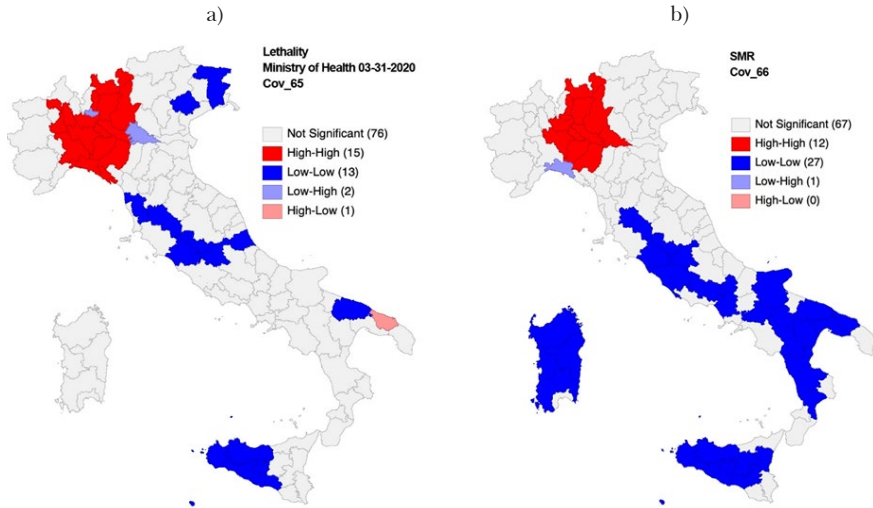 a)
b)
Lethality
Ministry of Health 03-31-2020
Cov_65
Not Significant (76)
High-High (15)
Low-Low (13)
Low-High (2)
High-Low (1)
SMR
Cov_66
Not Significant (67)
High-High (12)
Low-Low (27)
Low-High (1)
High-Low (0)